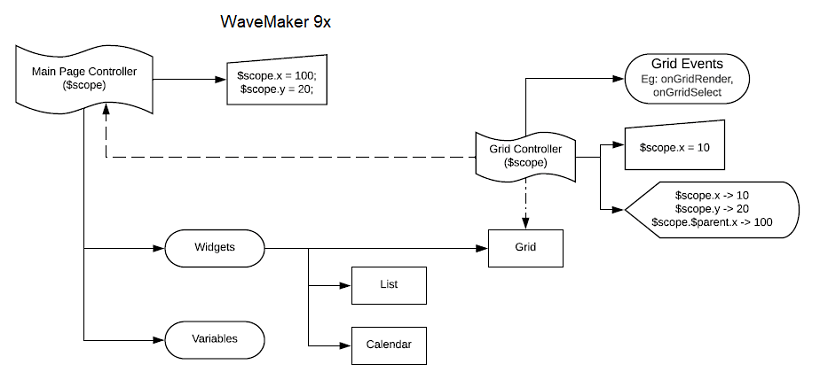 WaveMaker 9x
Main Page Controller
($scope)
$scope.x = 100;
$scope.y = 20;
Grid Events
Eg: onGridRender,
onGrridSelect
Grid Controller
($scope)
$scope.x = 10
$scope.x -> 10
$scope.y -> 20
$scope.$parent.x -> 100
Widgets
Grid
List
Variables
Calendar